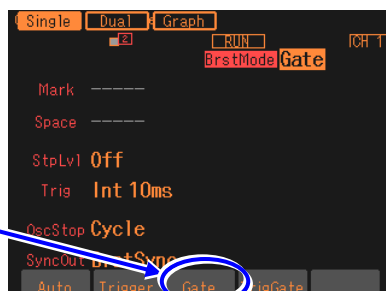 Single Dual Graph
2 RUN CH 1
BrstMode Gate
Mark -----
Space -----
StpLvl Off
Trig Int 10ms
OscStop Cycle
SyncOut BrstSync
Auto Trigger Gate TrigGate